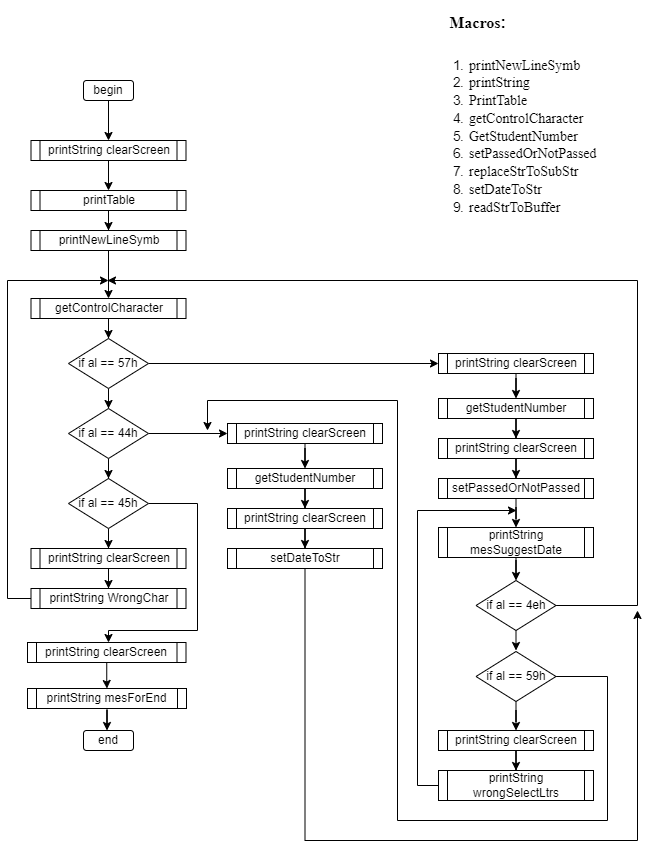 Macros:
1. printNewLineSymb
2. printString
3. PrintTable
4. getControlCharacter
5. GetStudentNumber
6. setPassedOrNotPassed
7. replaceStrToSubStr
8. setDateToStr
9. readStrToBuffer
begin
printString clearScreen
printTable
printNewLineSymb
getControlCharacter
if al == 57h
if al == 44h
if al == 45h
printString clearScreen
printString WrongChar
printString clearScreen
printString mesForEnd
end
printString clearScreen
getStudentNumber
printString clearScreen
setDateToStr
printString clearScreen
getStudentNumber
printString clearScreen
setPassedOrNotPassed
printString
mesSuggestDate
if al == 4eh
if al == 59h
printString clearScreen
printString
wrongSelectLtrs